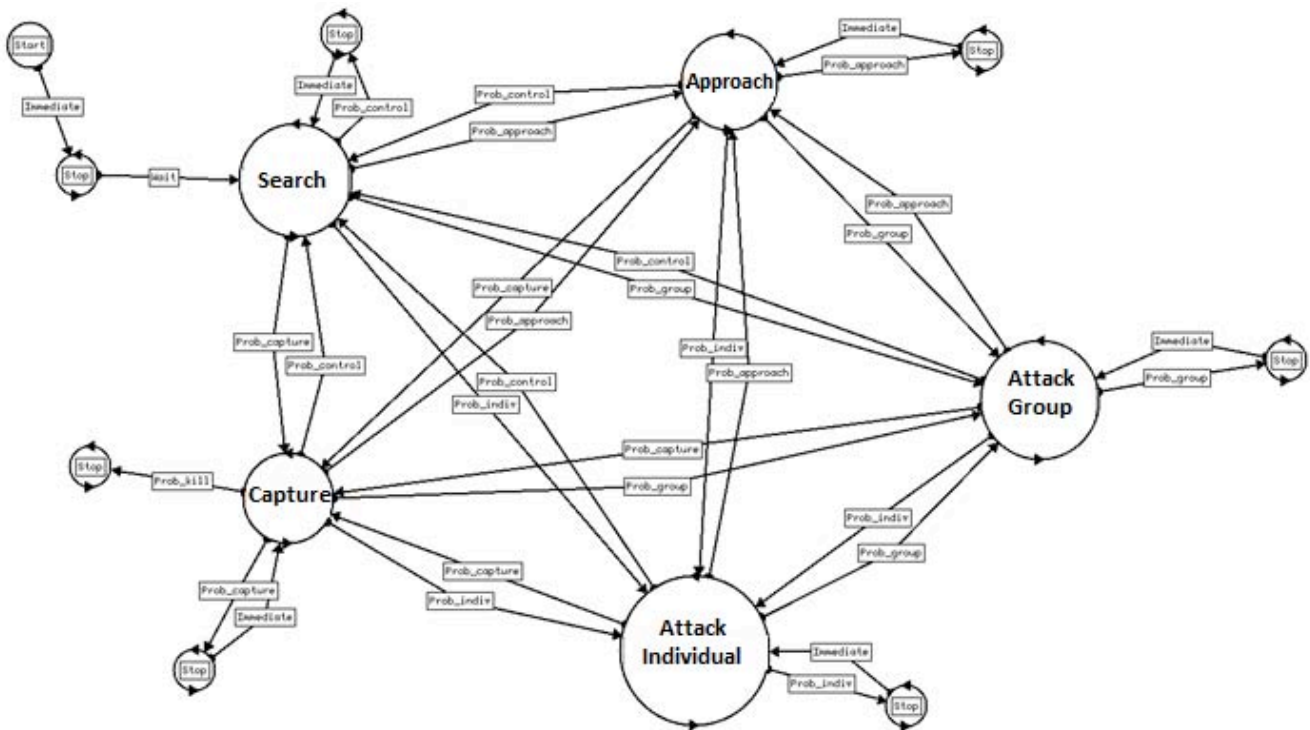 Start
Immediate
Stop
Wait
Stop
Immediate
Prob_control
Search
Prob_control
Prob_approach
Approach
Immediate
Prob_approach
Stop
Prob_approach
Prob_group
Prob_control
Prob_group
Prob_capture
Prob_approach
Prob_capture
Prob_control
Prob_indiv
Prob_approach
Prob_control
Prob_indiv
Attack
Group
Immediate
Prob_group
Stop
Prob_capture
Prob_group
Stop
Prob_kill
Capture
Prob_indiv
Prob_group
Prob_capture
Prob_indiv
Prob_capture
Immediate
Stop
Attack
Individual
Immediate
Prob_indiv
Stop